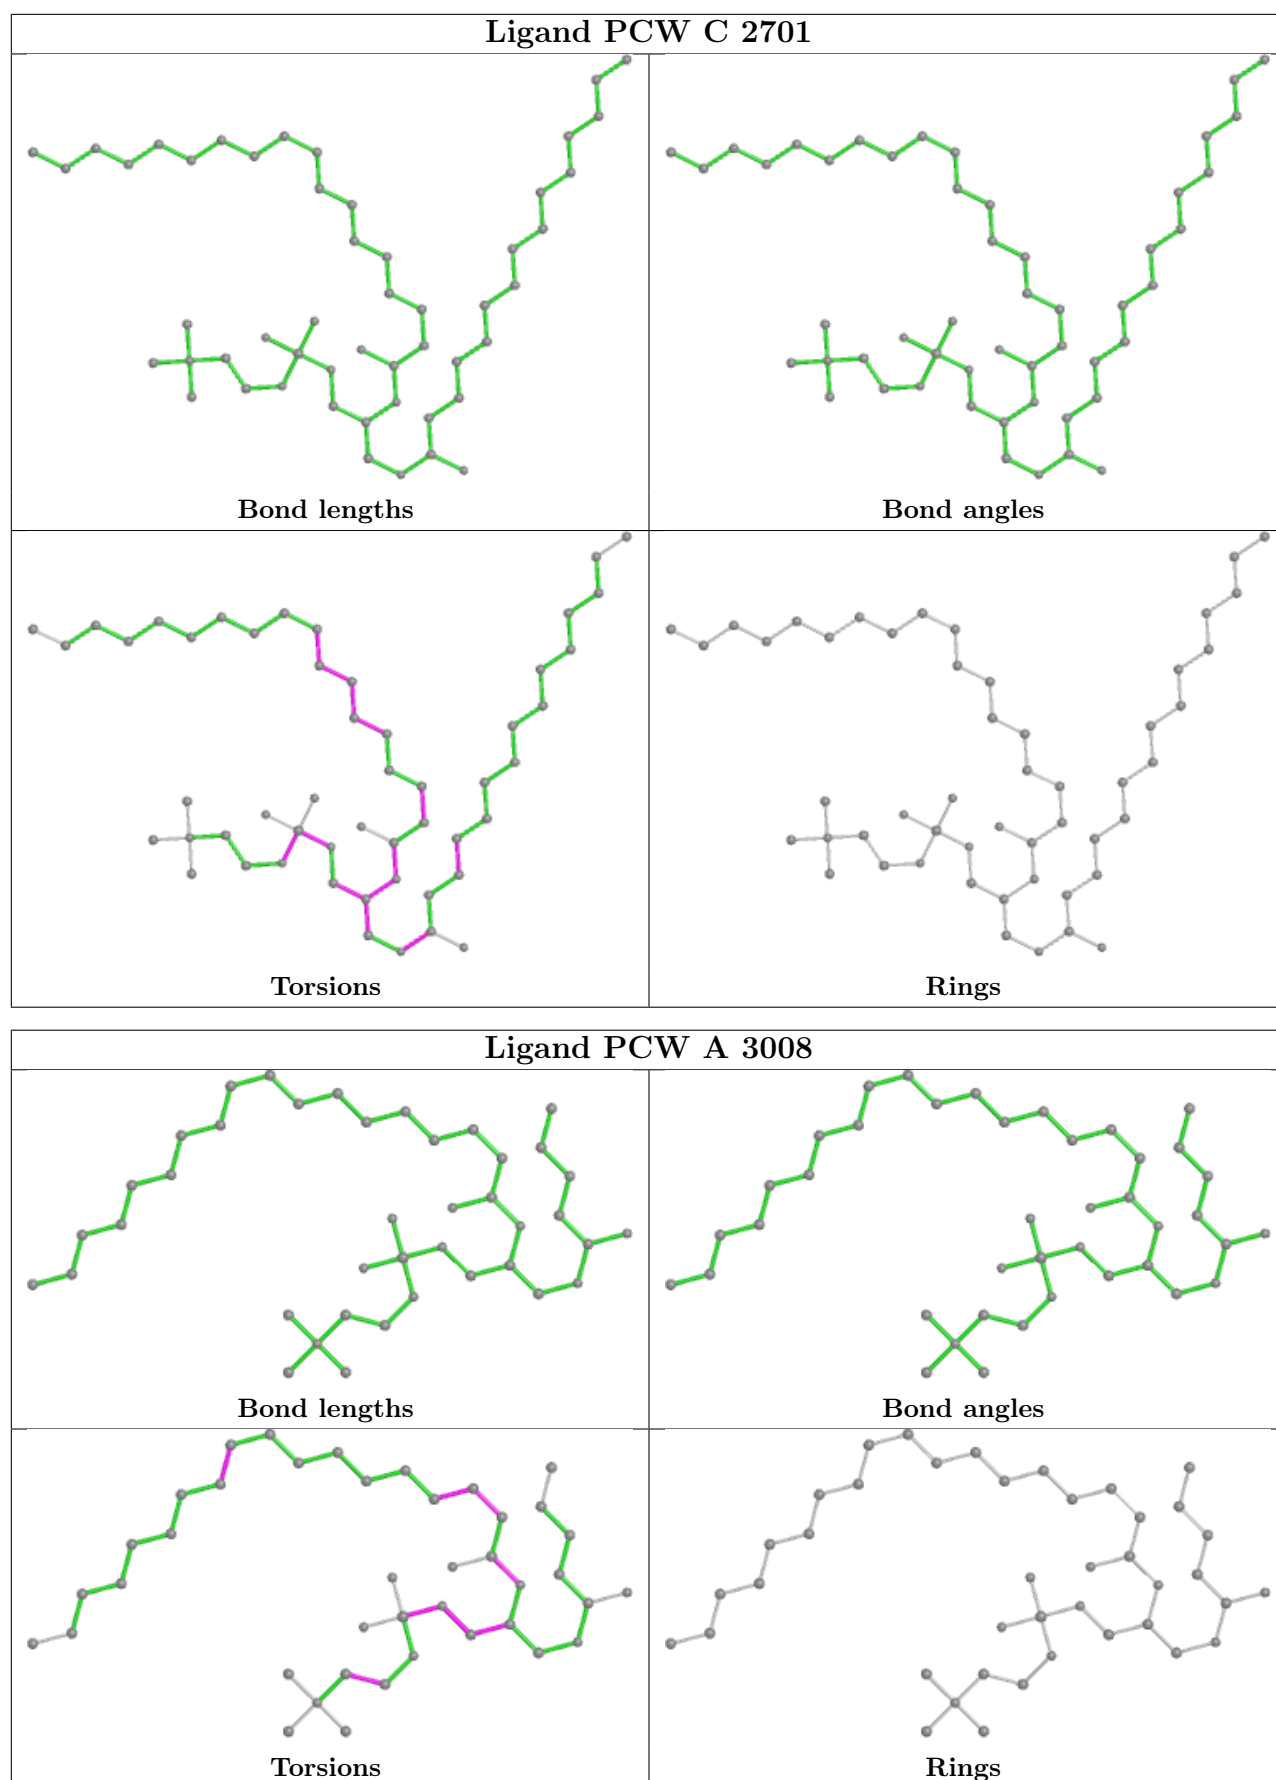 Ligand PCW C 2701
Bond lengths
Bond angles
Torsions
Rings
Ligand PCW A 3008
Bond lengths
Bond angles
Torsions
Rings